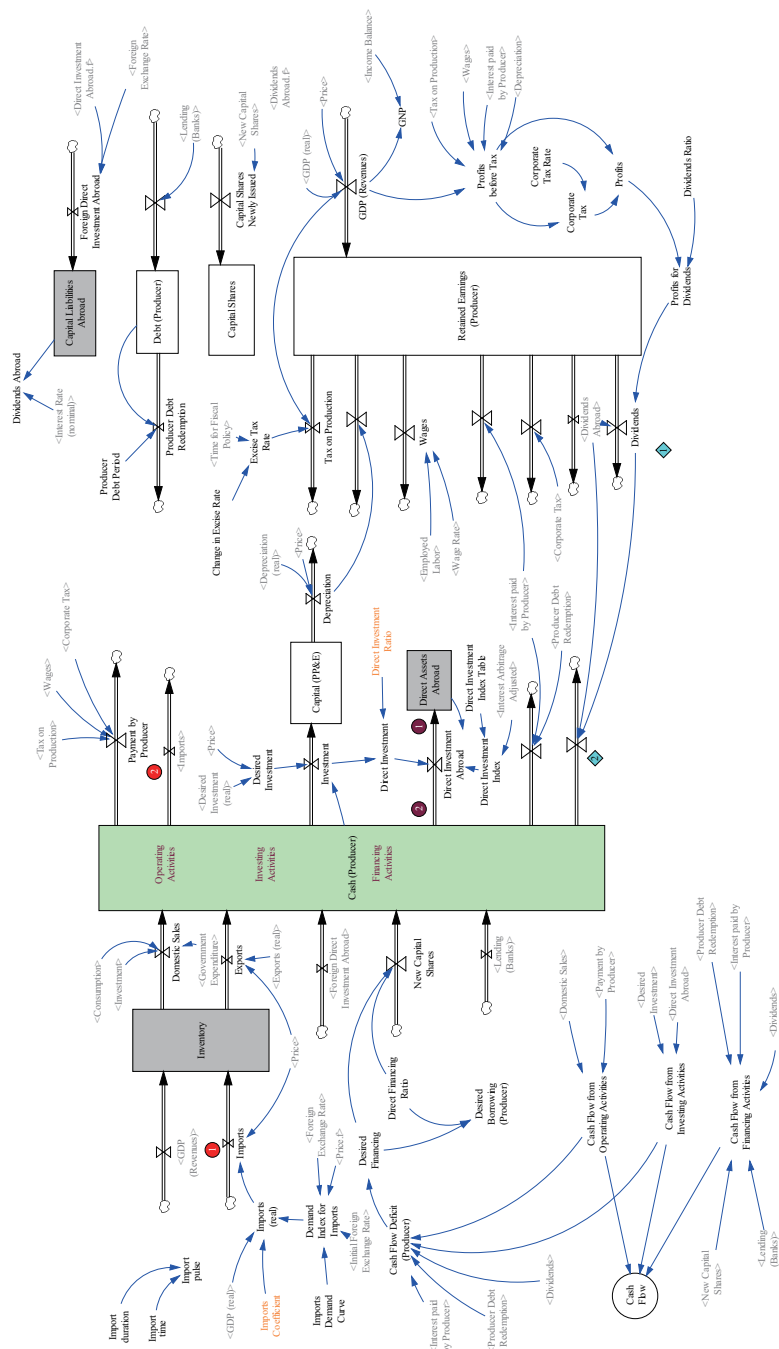 Dividends Abroad
<Interest Rate
(nominal)>
Capital Liabilities
Abroad
Foreign Direct
Investment Abroad
<Direct Investment
Abroad.f>
<Foreign
Exchange Rate>
Producer
Debt Period
Producer Debt
Redemption
Debt (Producer)
<Lending
(Banks)>
Capital Shares
Capital Shares
Newly Issued
<New Capital
Shares>
<Dividends
Abroad.f>
<Time for Fiscal
Policy>
Change in Excise Rate
Excise Tax
Rate
Tax on Production
<GDP (real)>
<Price>
GDP (Revenues)
<Income Balance>
GNP
<Tax on Production>
<Wages>
<Interest paid
by Producer>
<Depreciation>
Profits
before Tax
Corporate
Tax Rate
Corporate
Tax
Profits
Dividends Ratio
Profits for
Dividends
Retained Earnings
(Producer)
Wages
<Employed
Labor>
<Wage Rate>
<Interest paid
by Producer>
<Corporate Tax>
<Producer Debt
Redemption>
<Dividends
Abroad>
Dividends
1
<Tax on
Production>
<Wages>
<Corporate Tax>
Payment by
Producer
2
<Imports>
<Desired
Investment (real)>
<Price>
Desired
Investment
Investment
Capital (PP&E)
Depreciation
<Depreciation
(real)>
<Price>
Direct Investment
Direct Investment
Ratio
2
1
Direct Assets
Abroad
Direct Investment
Abroad
Direct Investment
Index Table
Direct Investment
Index
<Interest Arbitrage
Adjusted>
2
Operating
Activities
Investing
Activities
Cash (Producer)
Financing
Activities
<Consumption>
<Investment>
Domestic Sales
<Government
Expenditure>
Exports
<Exports (real)>
<Price>
Inventory
<GDP
(Revenues)>
1
Imports
<Foreign Direct
Investment Abroad>
New Capital
Shares
<Lending
(Banks)>
Import
duration
Import
time
Import
pulse
<GDP (real)>
Imports
Coefficient
Imports
(real)
<Foreign
Exchange Rate>
<Price.f>
Demand
Index for
Imports
Imports
Demand
Curve
<Initial Foreign
Exchange Rate>
Desired
Financing
Direct Financing
Ratio
Desired
Borrowing
(Producer)
Cash Flow Deficit
(Producer)
<Interest paid
by Producer>
<Producer Debt
Redemption>
<Dividends>
<Domestic Sales>
<Payment by
Producer>
Cash Flow from
Operating Activities
<Desired
Investment>
<Direct Investment
Abroad>
Cash Flow from
Investing Activities
<Producer Debt
Redemption>
<Interest paid by
Producer>
<Dividends>
Cash Flow from
Financing Activities
<New Capital
Shares>
<Lending
(Banks)>
Cash
Flow